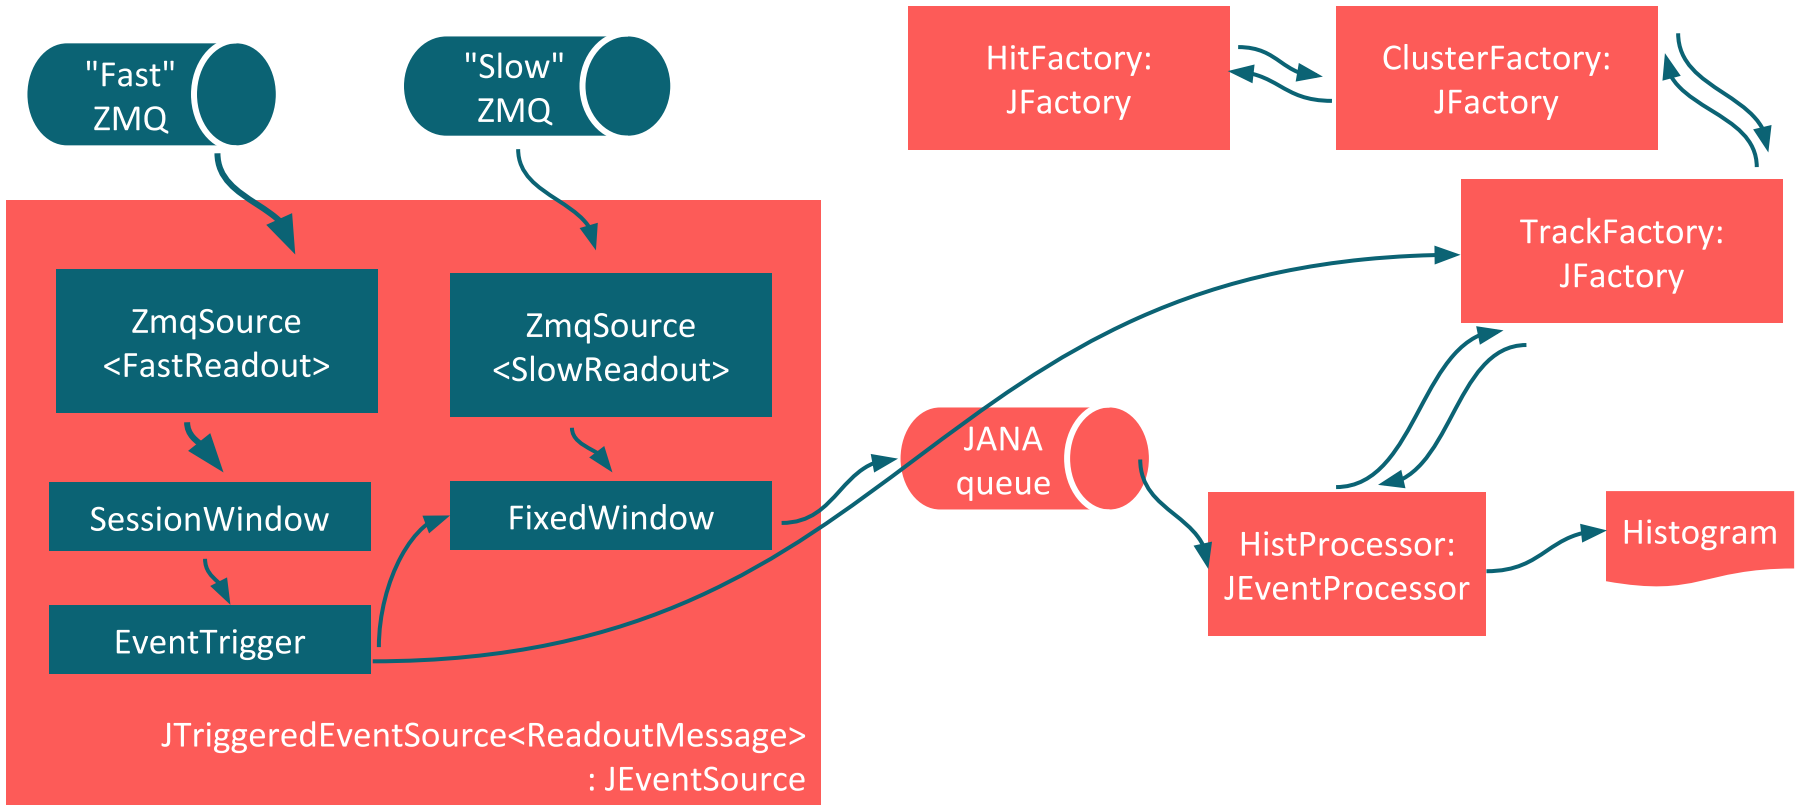 "Fast"
ZMQ
"Slow"
ZMQ
HitFactory:
JFactory
ClusterFactory:
JFactory
TrackFactory:
JFactory
ZmqSource
<FastReadout>
ZmqSource
<SlowReadout>
JANA
queue
SessionWindow
FixedWindow
HistProcessor:
JEventProcessor
Histogram
EventTrigger
JTriggeredEventSource<ReadoutMessage>
: JEventSource